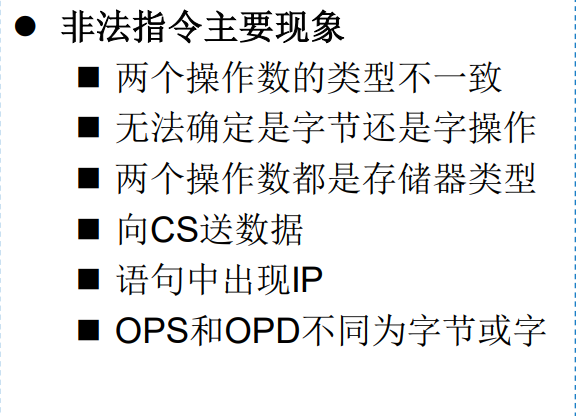 ● 非法指令主要现象
■ 两个操作数的类型不一致
■ 无法确定是字节还是字操作
■ 两个操作数都是存储器类型
■ 向CS送数据
■ 语句中出现IP
■ OPS和OPD不同为字节或字